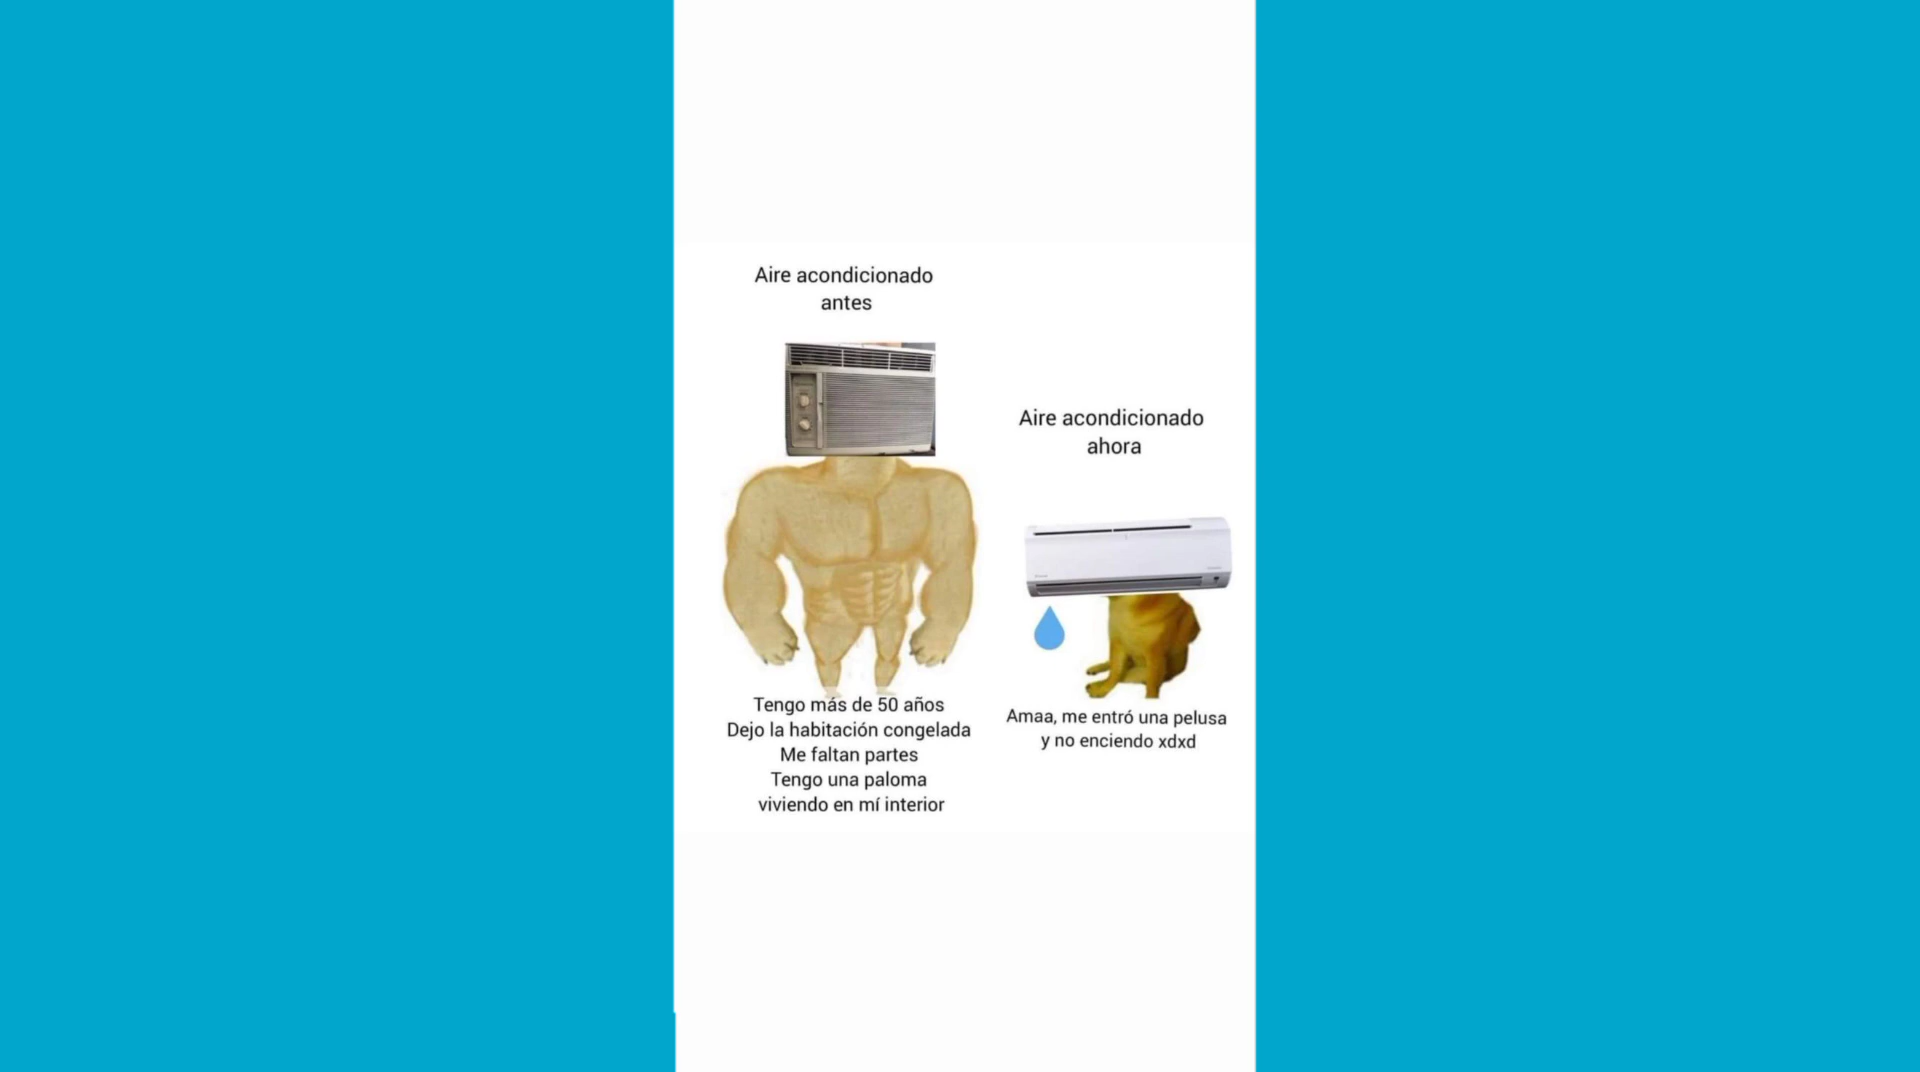 Aire acondicionado
antes
Aire acondicionado
ahora
Tengo más de 50 años
Dejo la habitación congelada
Me faltan partes
Tengo una paloma
viviendo en mí interior
Amaa, me entró una pelusa
y no enciendo xdxd